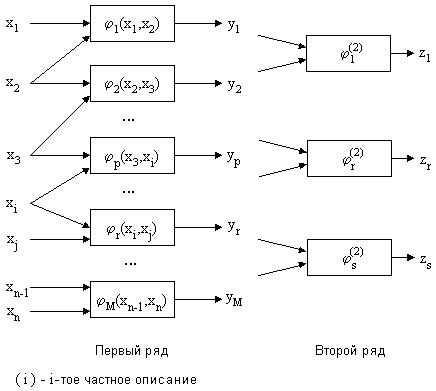 x1 φ1(x1,x2) y1
φ1(2) z1
x2 φ2(x2,x3) y2
...
x3 φp(x3,xi) yp
φr(2) zr
...
xi
φr(xi,xj) yr
xj
φs(2) zs
...
xn-1
φM(xn-1,xn) yM
xn
Первый ряд Второй ряд
(i) - i-тое частное описание